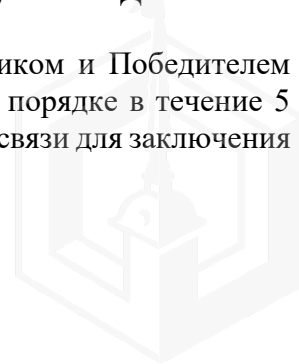 иком и Победителем
порядке в течение 5
связи для заключения